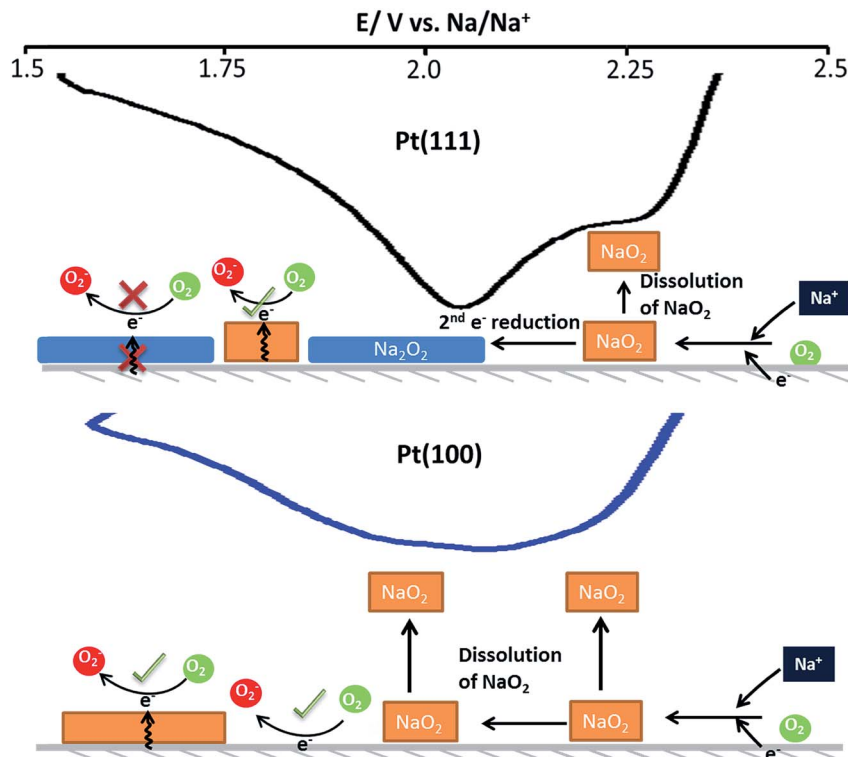 E/ V vs. Na/Na⁺
1.5 1.75 2.0 2.25 2.5
Pt(111)
NaO₂
O₂⁻ O₂ O₂⁻ O₂
Dissolution
of NaO₂
Na⁺
e⁻ e⁻
2ⁿᵈ e⁻ reduction
Na₂O₂ NaO₂
O₂
e⁻
Pt(100)
NaO₂ NaO₂
Dissolution
of NaO₂
Na⁺
O₂⁻ O₂
e⁻
O₂⁻ O₂
NaO₂ NaO₂
O₂
e⁻ e⁻